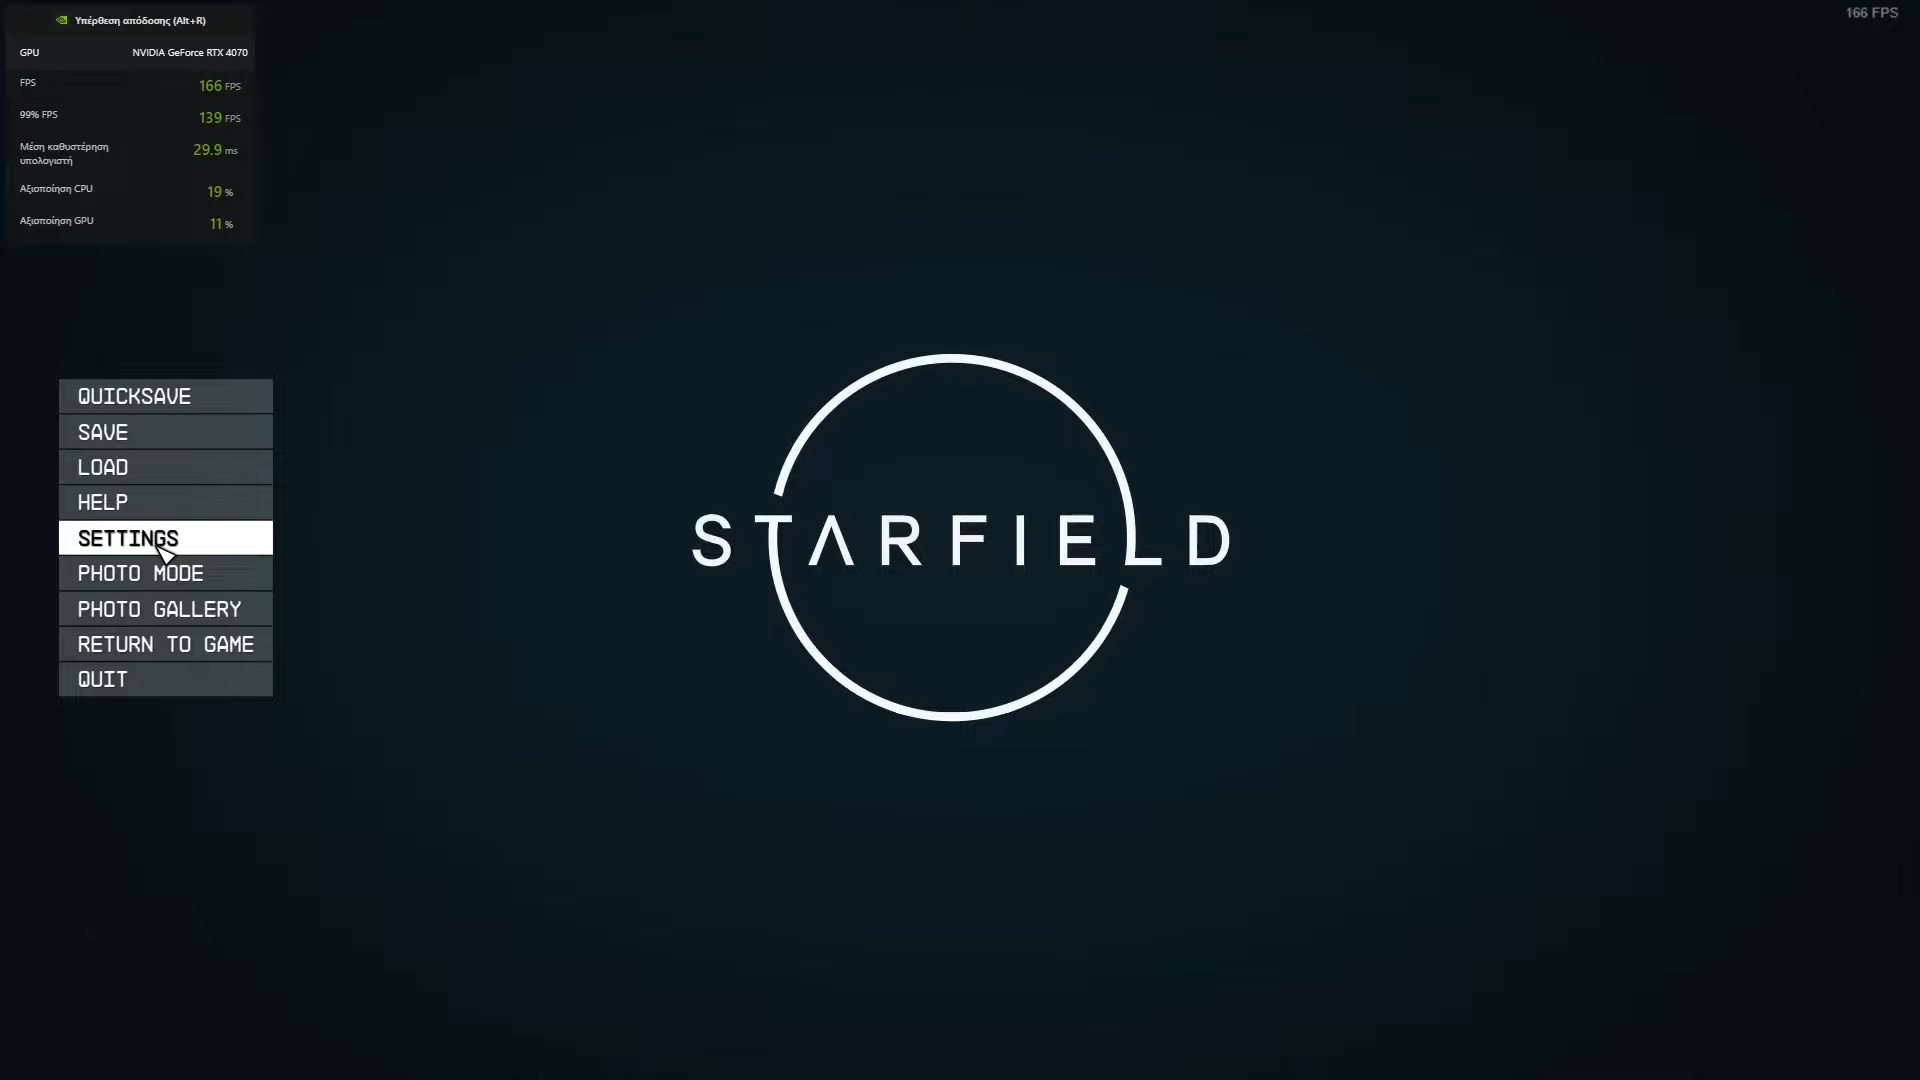 Υπέρθεση απόδοσης (Alt+R)
166 FPS
GPU NVIDIA GeForce RTX 4070
FPS 166 FPS
99% FPS 139 FPS
Μέση καθυστέρηση
υπολογιστή 29.9 ms
Αξιοποίηση CPU 19 %
Αξιοποίηση GPU 11 %
QUICKSAVE
SAVE
LOAD
HELP
SETTINGS
PHOTO MODE
PHOTO GALLERY
RETURN TO GAME
QUIT
STARFIELD